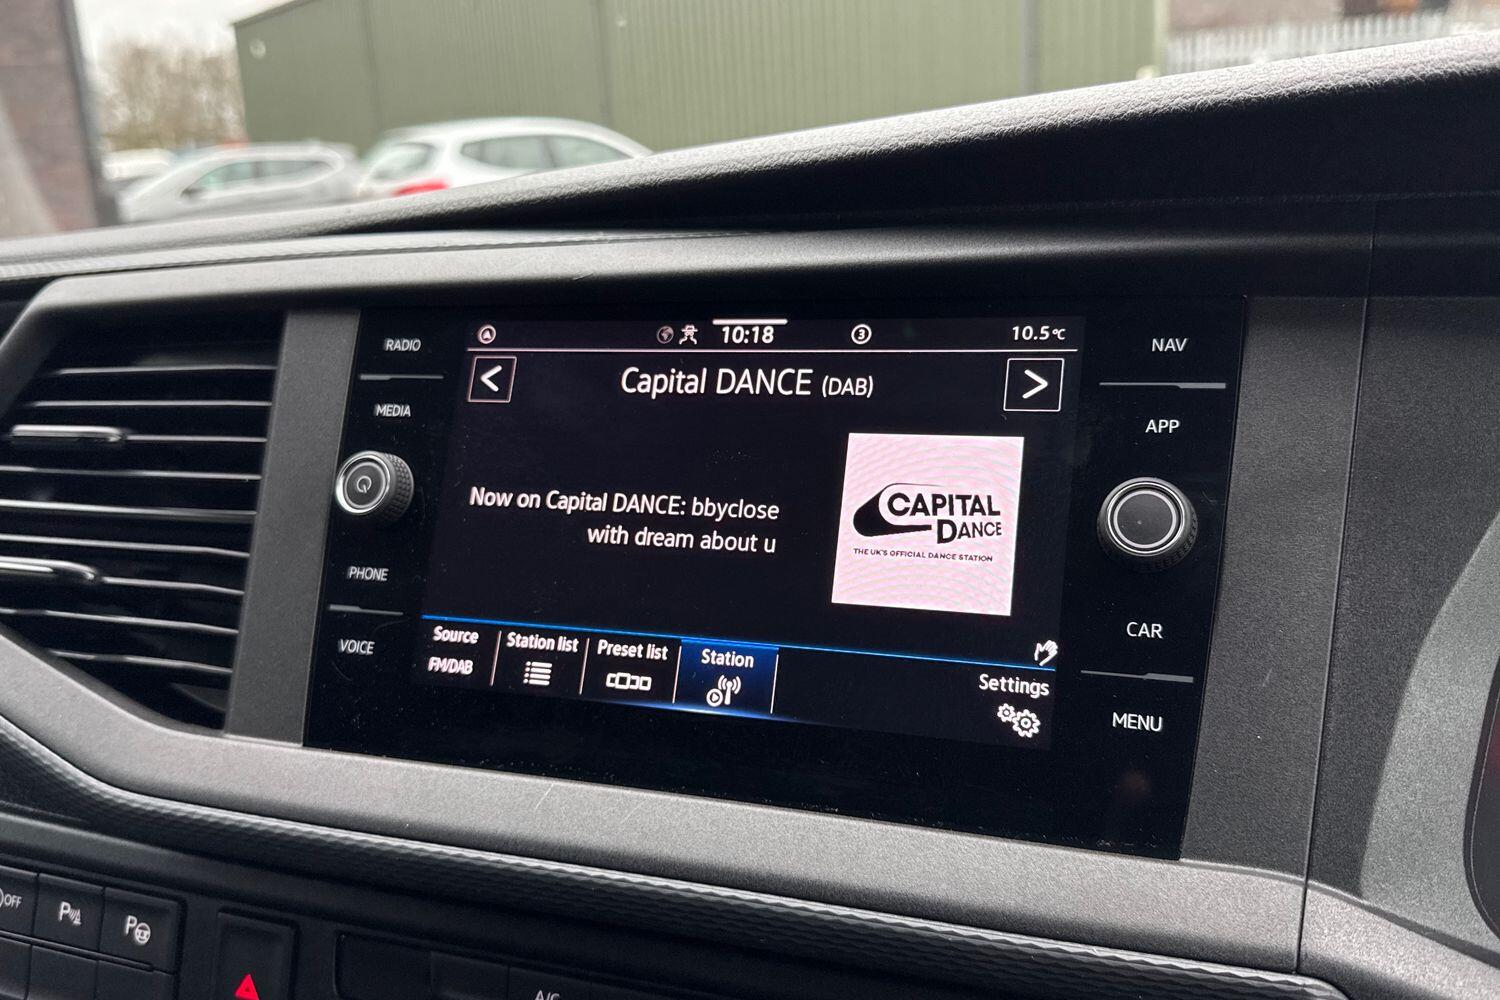 RADIO
MEDIA
PHONE
VOICE
10:18
3
10.5°C
<
Capital DANCE (DAB)
>
Now on Capital DANCE: bbyclose
with dream about u
CAPITAL
DANCE
THE UK'S OFFICIAL DANCE STATION
Source
FM/DAB
Station list
Preset list
Station
Settings
NAV
APP
CAR
MENU
OFF
P
P
A/C